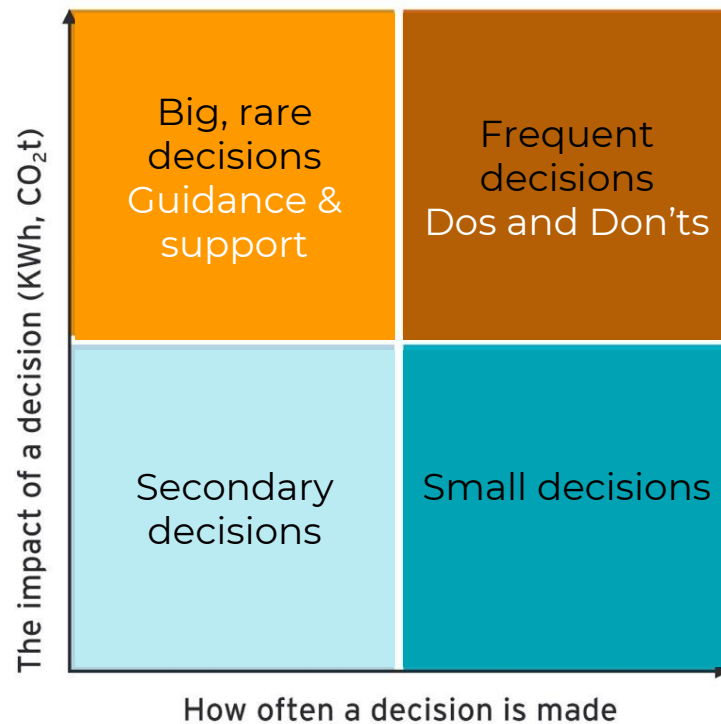 The impact of a decision (KWh, CO₂t)
Big, rare
decisions
Guidance &
support
Frequent
decisions
Dos and Don’ts
Secondary
decisions
Small decisions
How often a decision is made